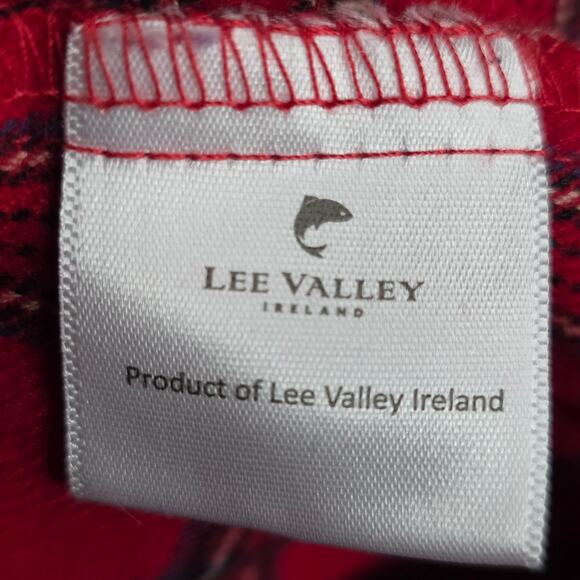 LEE VALLEY
IRELAND
Product of Lee Valley Ireland